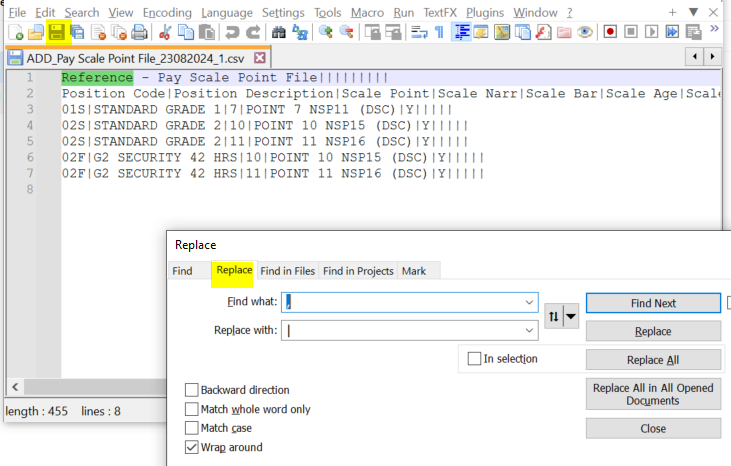 File Edit Search View Encoding Language Settings Tools Macro Run TextFX Plugins Window ? + ▼ ×
ADD_Pay Scale Point File_23082024_1.csv
1 Reference - Pay Scale Point File|||||||||
2 Position Code|Position Description|Scale Point|Scale Narr|Scale Bar|Scale Age|Scale
3 01S|STANDARD GRADE 1|7|POINT 7 NSP11 (DSC)|Y|||||
4 02S|STANDARD GRADE 2|10|POINT 10 NSP15 (DSC)|Y|||||
5 02S|STANDARD GRADE 2|11|POINT 11 NSP16 (DSC)|Y|||||
6 02F|G2 SECURITY 42 HRS|10|POINT 10 NSP15 (DSC)|Y|||||
7 02F|G2 SECURITY 42 HRS|11|POINT 11 NSP16 (DSC)|Y|||||
8
length : 455 lines : 8
Replace
Find Replace Find in Files Find in Projects Mark
Find what: ,
Find Next
Replace with: |
Replace
In selection
Replace All
Backward direction
Replace All in All Opened
Documents
Match whole word only
Match case
Close
Wrap around